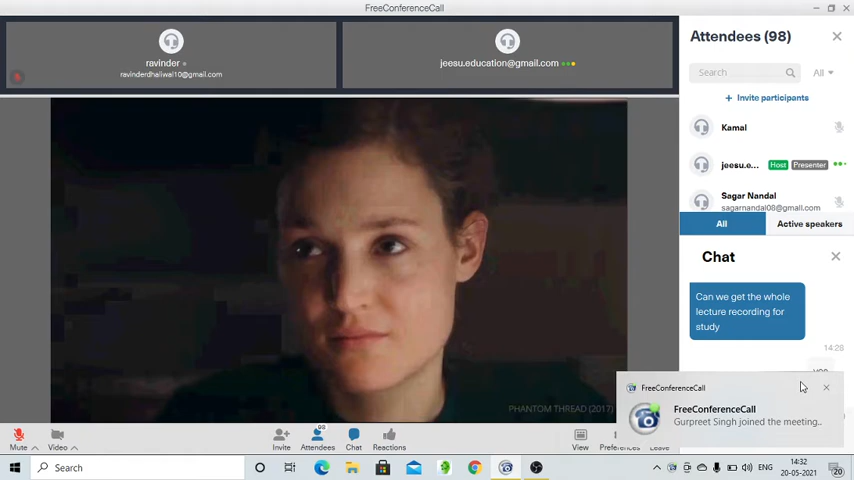 FreeConferenceCall
ravinder
ravinderdhaliwal10@gmail.com
jeesu.education@gmail.com
Attendees (98)
Search
All
+ Invite participants
Kamal
jeesu.e...
Host
Presenter
Sagar Nandal
sagarnandal08@gmail.com
All
Active speakers
Chat
Can we get the whole
lecture recording for
study
14:28
PHANTOM THREAD (2017)
FreeConferenceCall
FreeConferenceCall
Gurpreet Singh joined the meeting..
Mute
Video
Invite
98
Attendees
Chat
Reactions
View
Preferences
Leave
Search
ENG
14:32
20-05-2021
20